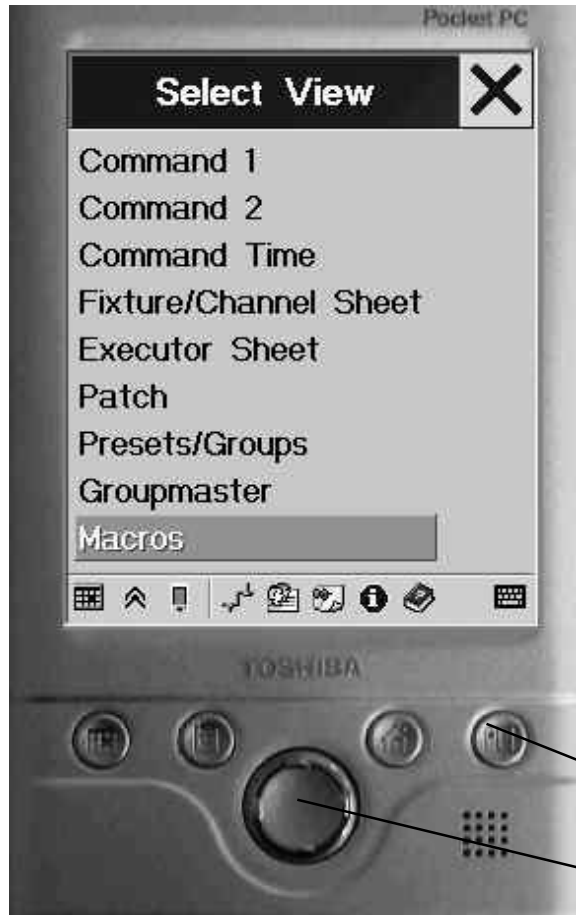 Pocket PC
Select View
Command 1
Command 2
Command Time
Fixture/Channel Sheet
Executor Sheet
Patch
Presets/Groups
Groupmaster
Macros
TOSHIBA